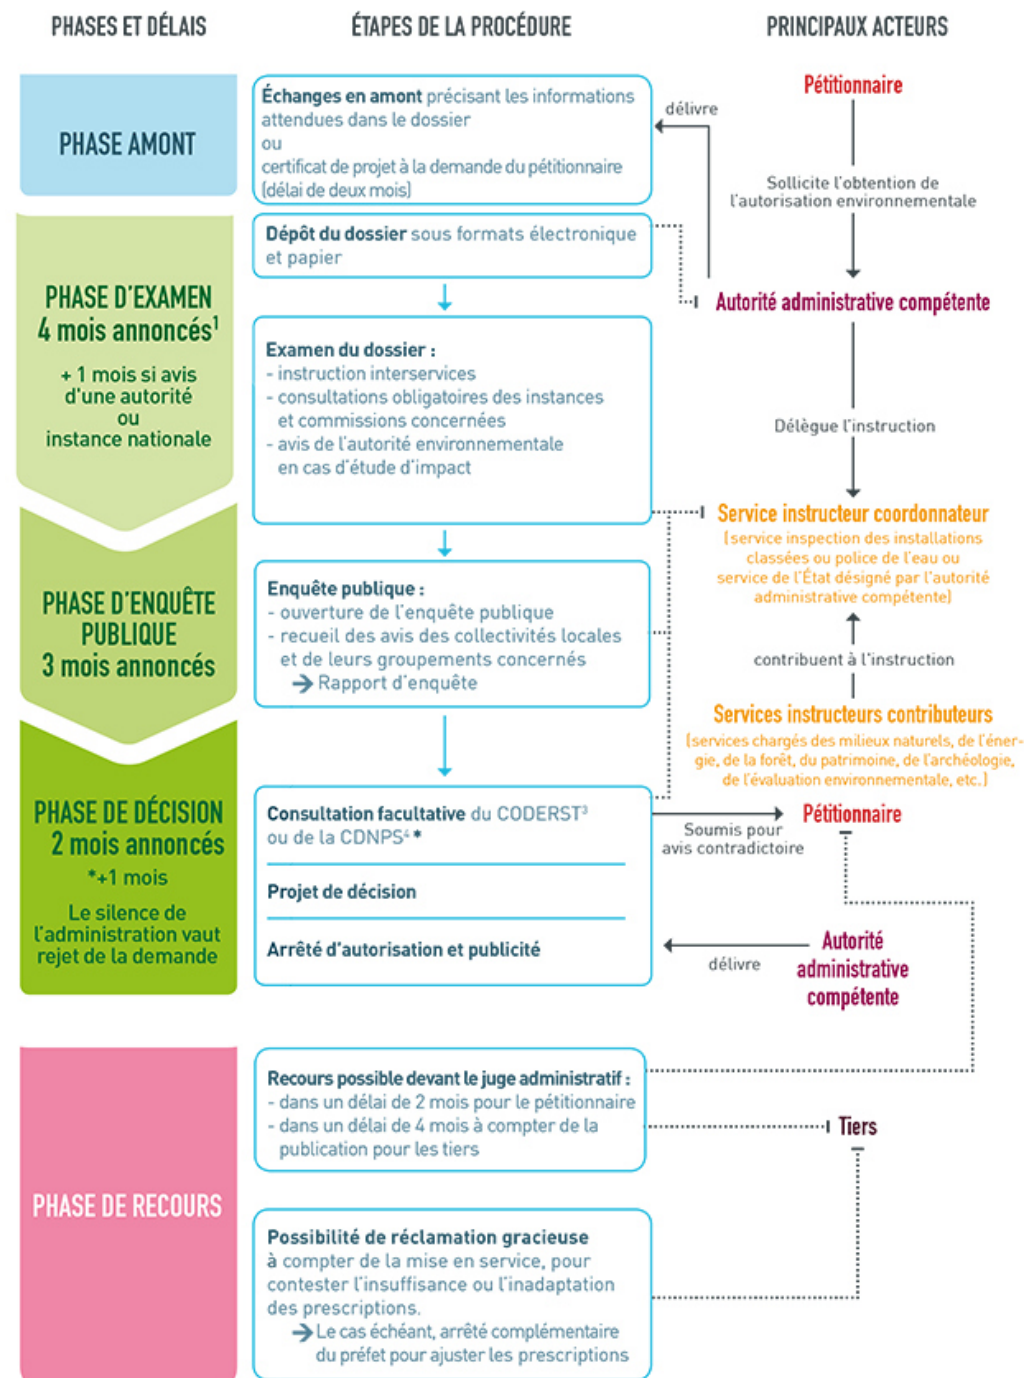 PHASES ET DÉLAIS
ÉTAPES DE LA PROCÉDURE
PRINCIPAUX ACTEURS
PHASE AMONT
Échanges en amont précisant les informations
attendues dans le dossier
ou
certificat de projet à la demande du pétitionnaire
(délai de deux mois)
délivre
Pétitionnaire
Sollicite l'obtention de
l'autorisation environnementale
PHASE D'EXAMEN
4 mois annoncés¹
+ 1 mois si avis
d'une autorité
ou
instance nationale
Dépôt du dossier sous formats électronique
et papier
Autorité administrative compétente
Examen du dossier :
- instruction interservices
- consultations obligatoires des instances
et commissions concernées
- avis de l'autorité environnementale
en cas d'étude d'impact
Délègue l'instruction
Service instructeur coordonnateur
(service inspection des installations
classées ou police de l'eau ou
service de l'État désigné par l'autorité
administrative compétente)
PHASE D'ENQUÊTE
PUBLIQUE
3 mois annoncés
Enquête publique :
- ouverture de l'enquête publique
- recueil des avis des collectivités locales
et de leurs groupements concernés
→ Rapport d'enquête
contribuent à l'instruction
Services instructeurs contributeurs
(services chargés des milieux naturels, de l'éner-
gie, de la forêt, du patrimoine, de l'archéologie,
de l'évaluation environnementale, etc.)
PHASE DE DÉCISION
2 mois annoncés
*+1 mois
Le silence de
l'administration vaut
rejet de la demande
Consultation facultative du CODERST³
ou de la CDNPS⁴ *
Projet de décision
Arrêté d'autorisation et publicité
Soumis pour
avis contradictoire
Pétitionnaire
délivre
Autorité
administrative
compétente
PHASE DE RECOURS
Recours possible devant le juge administratif :
- dans un délai de 2 mois pour le pétitionnaire
- dans un délai de 4 mois à compter de la
publication pour les tiers
Tiers
Possibilité de réclamation gracieuse
à compter de la mise en service, pour
contester l'insuffisance ou l'inadaptation
des prescriptions.
→ Le cas échéant, arrêté complémentaire
du préfet pour ajuster les prescriptions